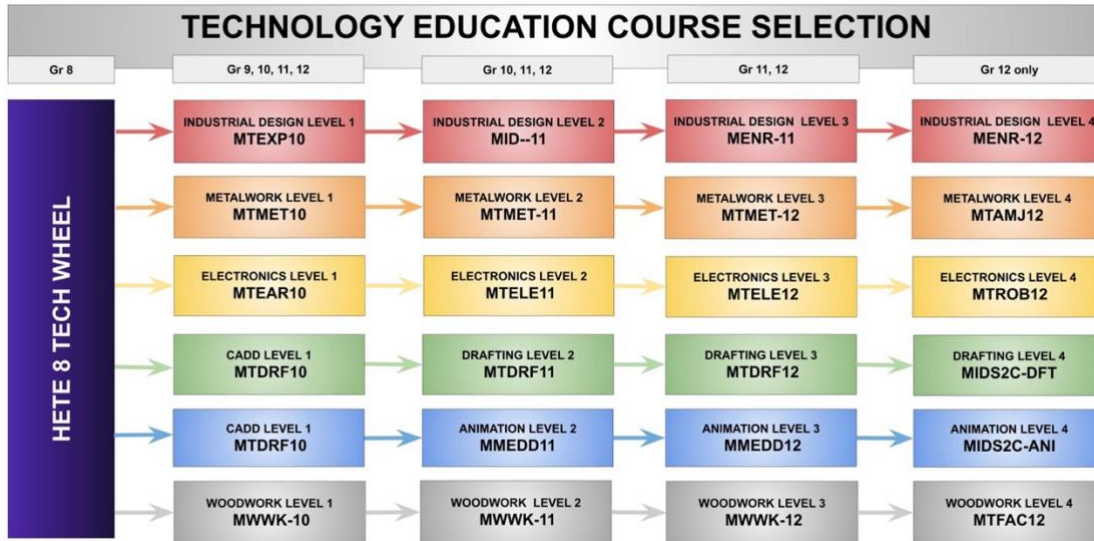 TECHNOLOGY EDUCATION COURSE SELECTION
Gr 8
Gr 9, 10, 11, 12
Gr 10, 11, 12
Gr 11, 12
Gr 12 only
HETE 8 TECH WHEEL
INDUSTRIAL DESIGN LEVEL 1
MTEXP10
INDUSTRIAL DESIGN LEVEL 2
MID--11
INDUSTRIAL DESIGN LEVEL 3
MENR-11
INDUSTRIAL DESIGN LEVEL 4
MENR-12
METALWORK LEVEL 1
MTMET10
METALWORK LEVEL 2
MTMET-11
METALWORK LEVEL 3
MTMET-12
METALWORK LEVEL 4
MTAMJ12
ELECTRONICS LEVEL 1
MTEAR10
ELECTRONICS LEVEL 2
MTELE11
ELECTRONICS LEVEL 3
MTELE12
ELECTRONICS LEVEL 4
MTROB12
CADD LEVEL 1
MTDRF10
DRAFTING LEVEL 2
MTDRF11
DRAFTING LEVEL 3
MTDRF12
DRAFTING LEVEL 4
MIDS2C-DFT
CADD LEVEL 1
MTDRF10
ANIMATION LEVEL 2
MMEDD11
ANIMATION LEVEL 3
MMEDD12
ANIMATION LEVEL 4
MIDS2C-ANI
WOODWORK LEVEL 1
MWWK-10
WOODWORK LEVEL 2
MWWK-11
WOODWORK LEVEL 3
MWWK-12
WOODWORK LEVEL 4
MTFAC12